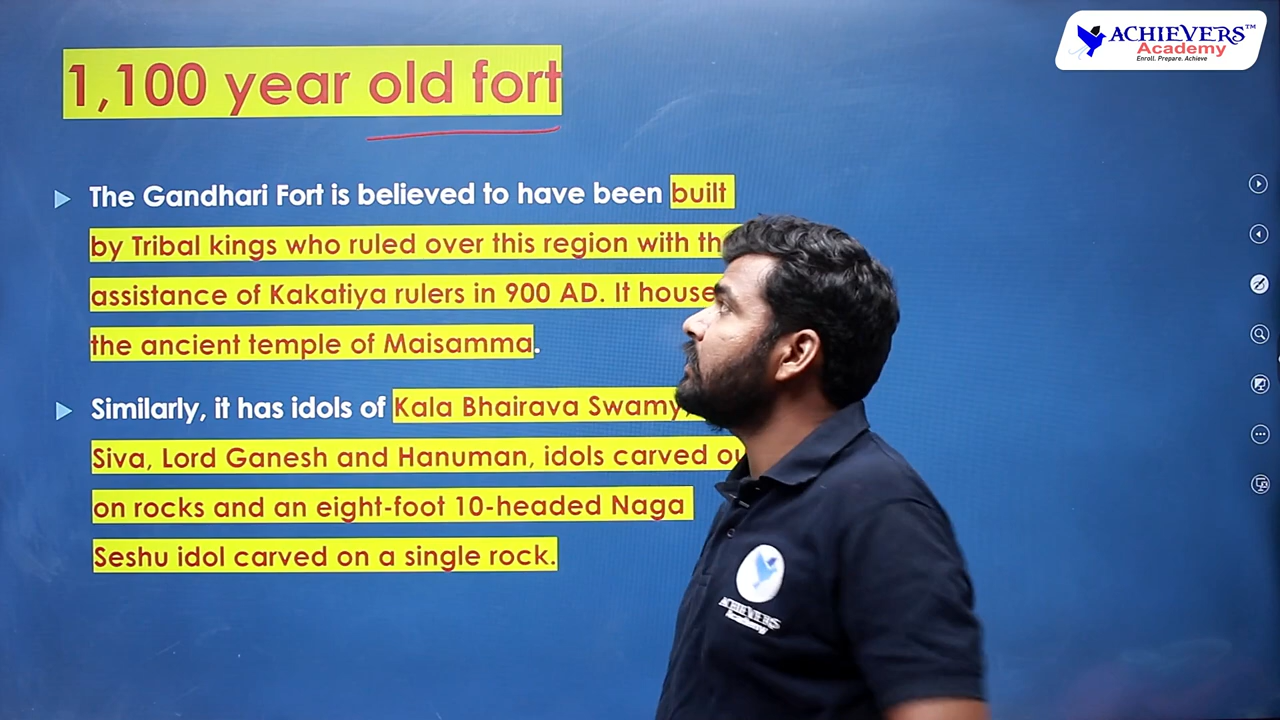 ACHIEVERS™
Academy
Enroll. Prepare. Achieve
1,100 year old fort
The Gandhari Fort is believed to have been built
by Tribal kings who ruled over this region with
assistance of Kakatiya rulers in 900 AD. It
the ancient temple of Maisamma.
Similarly, it has idols of Kala Bhairava Swamy,
Siva, Lord Ganesh and Hanuman, idols carved
on rocks and an eight-foot 10-headed Naga
Seshu idol carved on a single rock.
ACHIEVERS
Academy